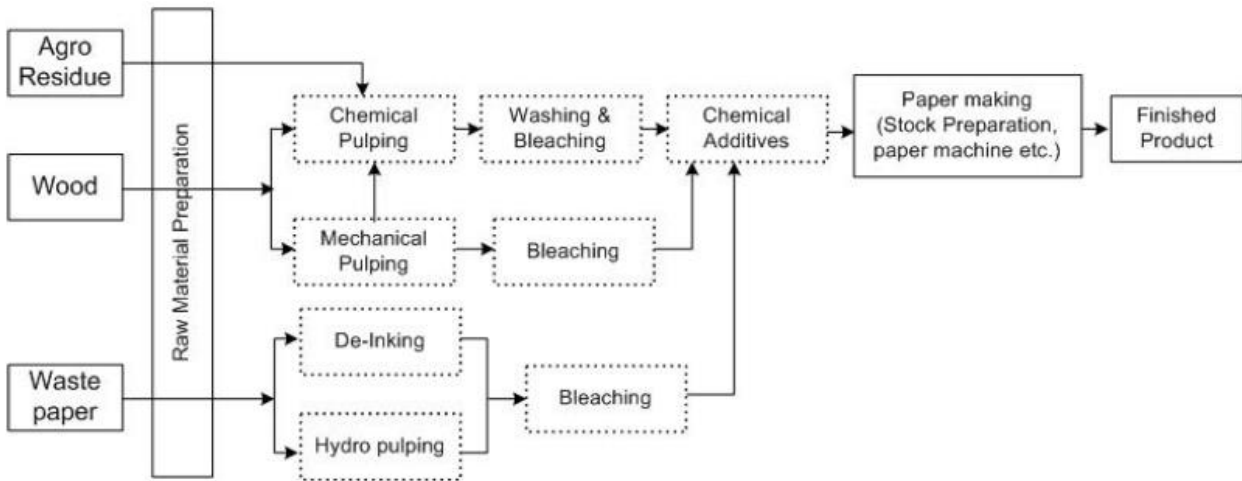 Agro
Residue
Wood
Waste
paper
Raw Material Preparation
Chemical
Pulping
Washing &
Bleaching
Chemical
Additives
Paper making
(Stock Preparation,
paper machine etc.)
Finished
Product
Mechanical
Pulping
Bleaching
De-Inking
Hydro pulping
Bleaching